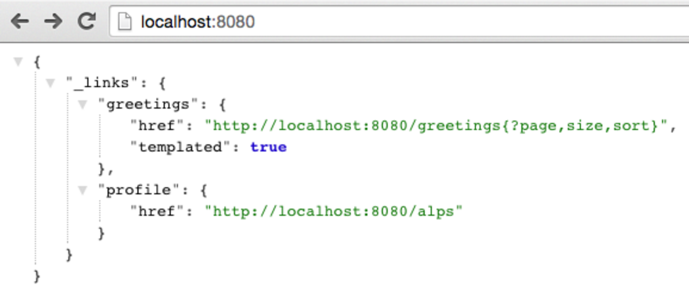 localhost:8080
{
"_links": {
"greetings": {
"href": "http://localhost:8080/greetings{?page,size,sort}",
"templated": true
},
"profile": {
"href": "http://localhost:8080/alps"
}
}
}